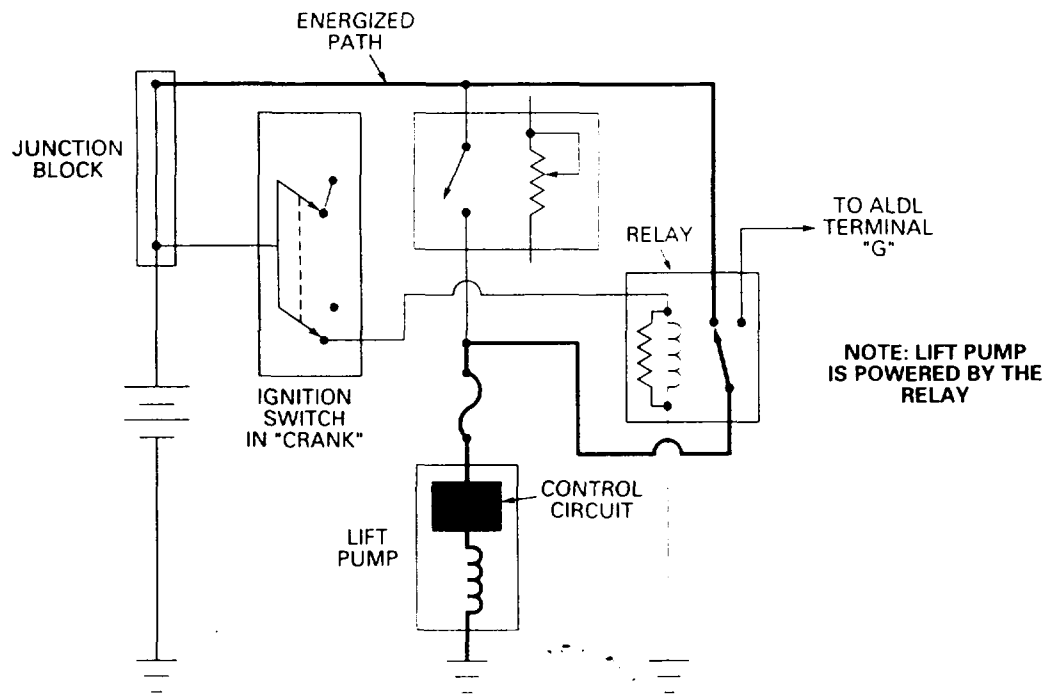 ENERGIZED
PATH
JUNCTION
BLOCK
RELAY
TO ALDL
TERMINAL
"G"
NOTE: LIFT PUMP
IS POWERED BY THE
RELAY
IGNITION
SWITCH
IN "CRANK"
CONTROL
CIRCUIT
LIFT
PUMP